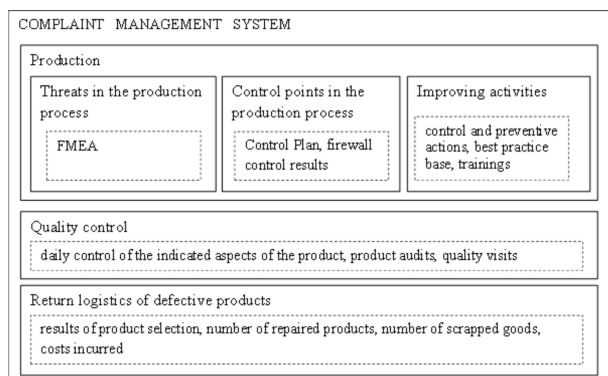 COMPLAINT MANAGEMENT SYSTEM
Production
Threats in the production
process
FMEA
Control points in the
production process
Control Plan, firewall
control results
Improving activities
control and preventive
actions, best practice
base, trainings
Quality control
daily control of the indicated aspects of the product, product audits, quality visits
Return logistics of defective products
results of product selection, number of repaired products, number of scrapped goods,
costs incurred